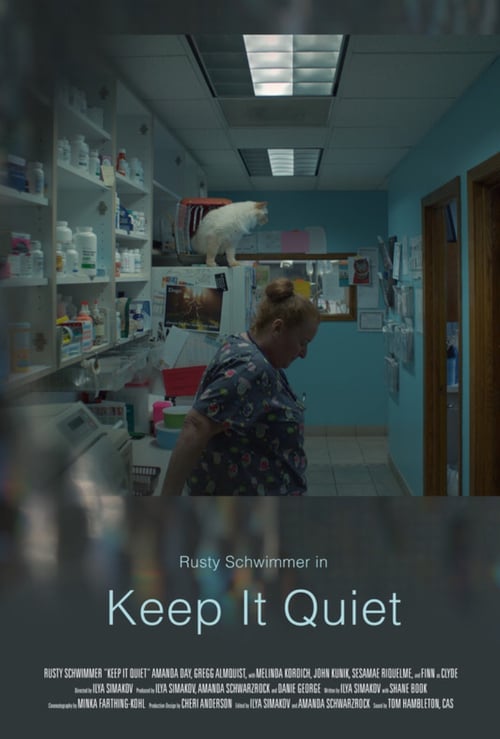 Rusty Schwimmer in
Keep It Quiet
RUSTY SCHWIMMER "KEEP IT QUIET" AMANDA DAY, GREGG ALMQUIST, with MELINDA KORDICH, JOHN KUNIK, SESAMAE RIQUELME, and FINN as CLYDE
Directed by ILYA SIMAKOV Produced by ILYA SIMAKOV, AMANDA SCHWARZROCK and DANIE GEORGE Written by ILYA SIMAKOV with SHANE BOOK
Cinematography by MINKA FARTHING-KOHL Production Design by CHERI ANDERSON Edited by ILYA SIMAKOV and AMANDA SCHWARZROCK Sound by TOM HAMBLETON, CAS